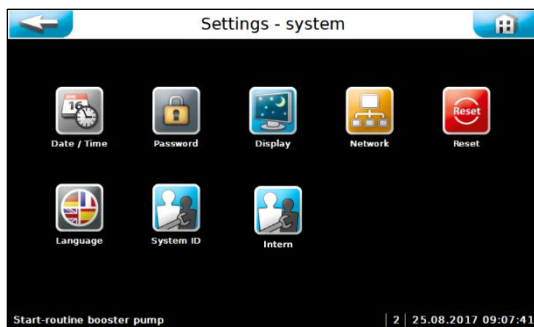 Settings - system
16
Reset
Date / Time
Password
Display
Network
Reset
Language
System ID
Intern
Start-routine booster pump
2
25.08.2017 09:07:41